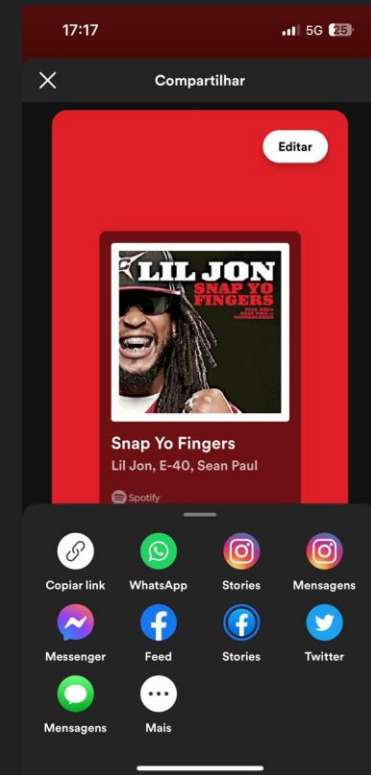 17:17
5G 25
Compartilhar
Editar
LIL JON
SNAP YO
FINGERS
Snap Yo Fingers
Lil Jon, E-40, Sean Paul
Spotify
Copiar link
WhatsApp
Stories
Mensagens
Messenger
Feed
Stories
Twitter
Mensagens
Mais